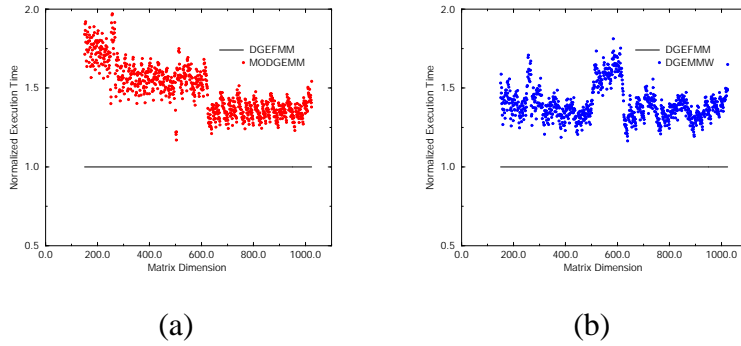 2.0
1.5
1.0
0.5
0.0
200.0
400.0
600.0
800.0
1000.0
Normalized Execution Time
Matrix Dimension
DGEFMM
MODGEMM
(a)
2.0
1.5
1.0
0.5
0.0
200.0
400.0
600.0
800.0
1000.0
Normalized Execution Time
Matrix Dimension
DGEFMM
DGEMMW
(b)